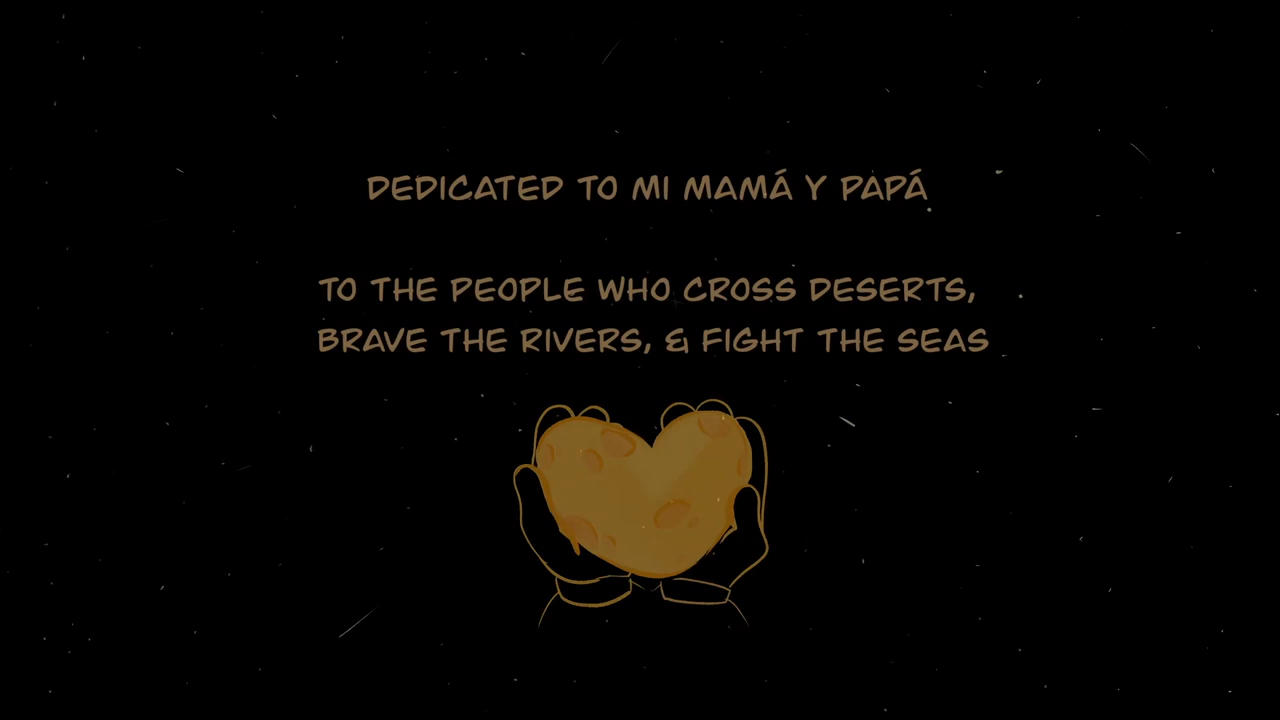 DEDICATED TO MI MAMÁ Y PAPÁ
TO THE PEOPLE WHO CROSS DESERTS,
BRAVE THE RIVERS, & FIGHT THE SEAS